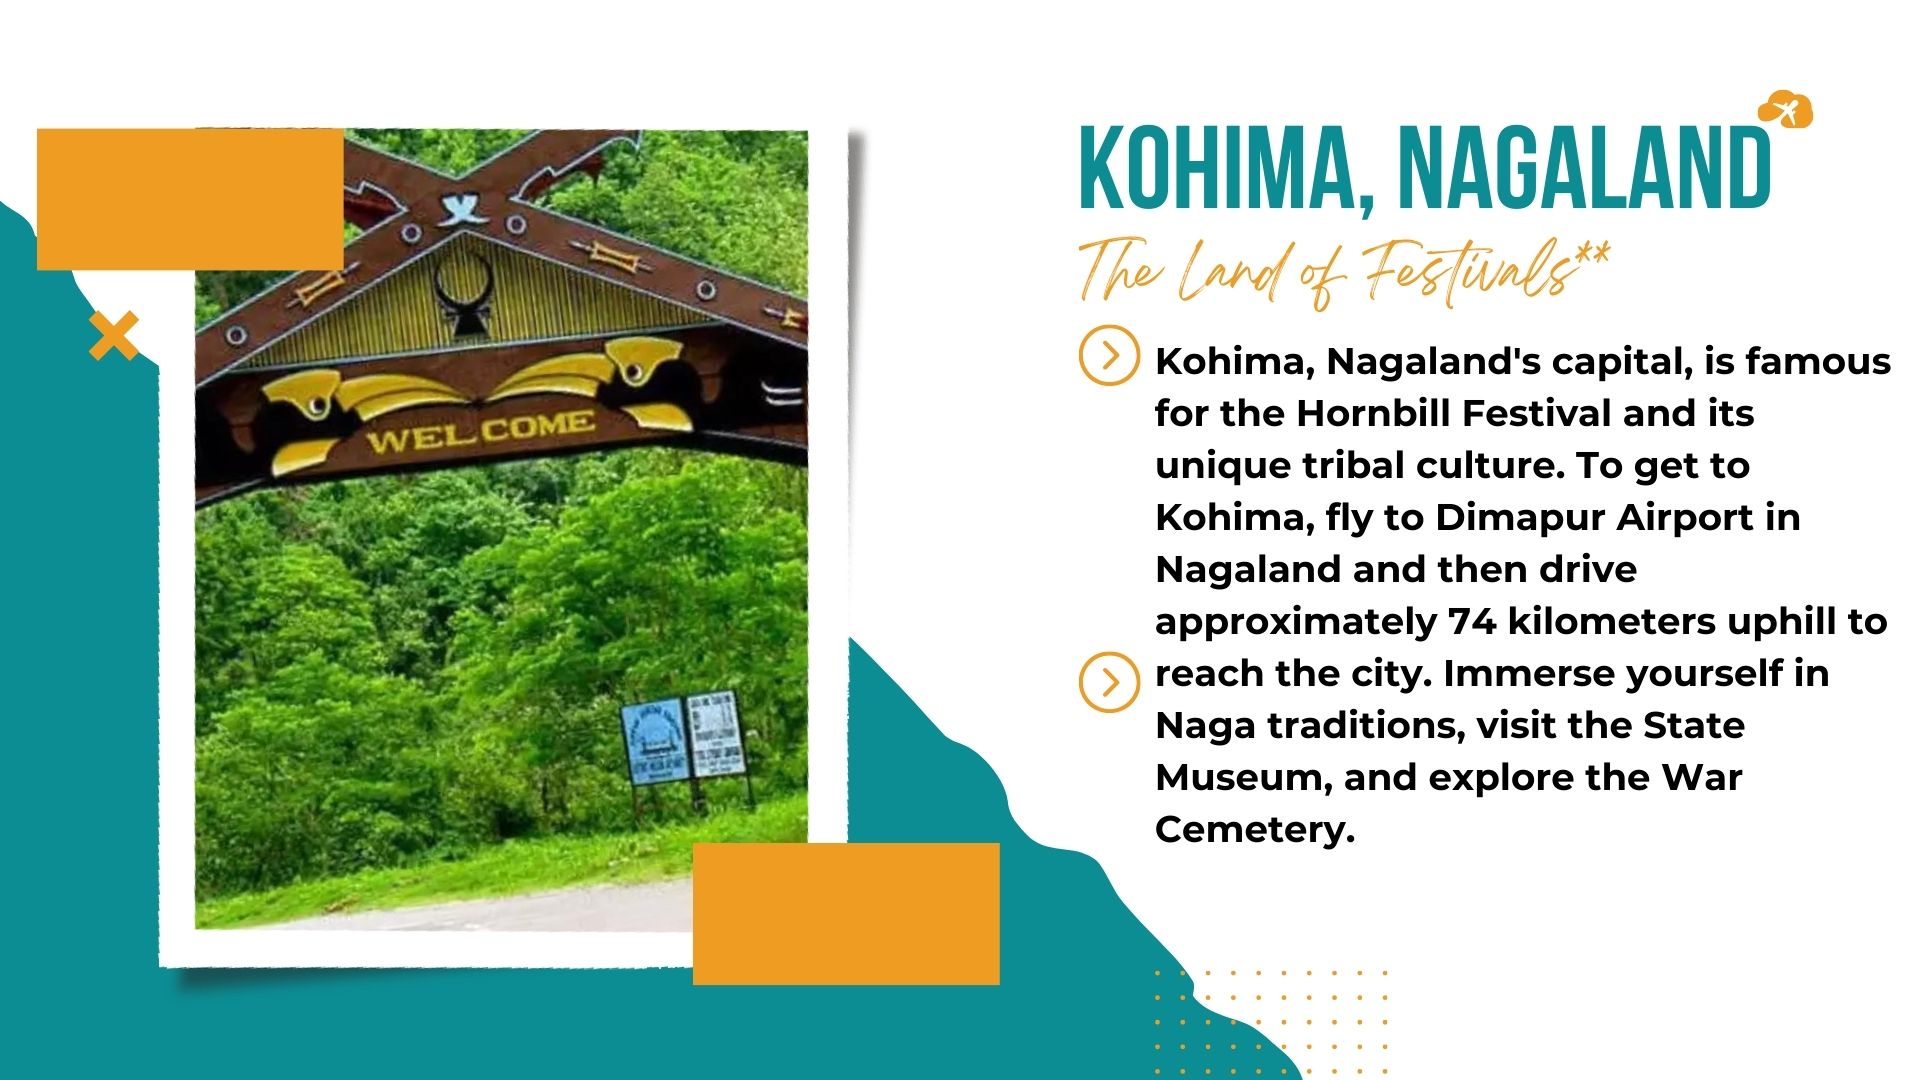 KOHIMA, NAGALAND
The Land of Festivals**
Kohima, Nagaland's capital, is famous
for the Hornbill Festival and its
unique tribal culture. To get to
Kohima, fly to Dimapur Airport in
Nagaland and then drive
approximately 74 kilometers uphill to
reach the city. Immerse yourself in
Naga traditions, visit the State
Museum, and explore the War
Cemetery.
WELCOME